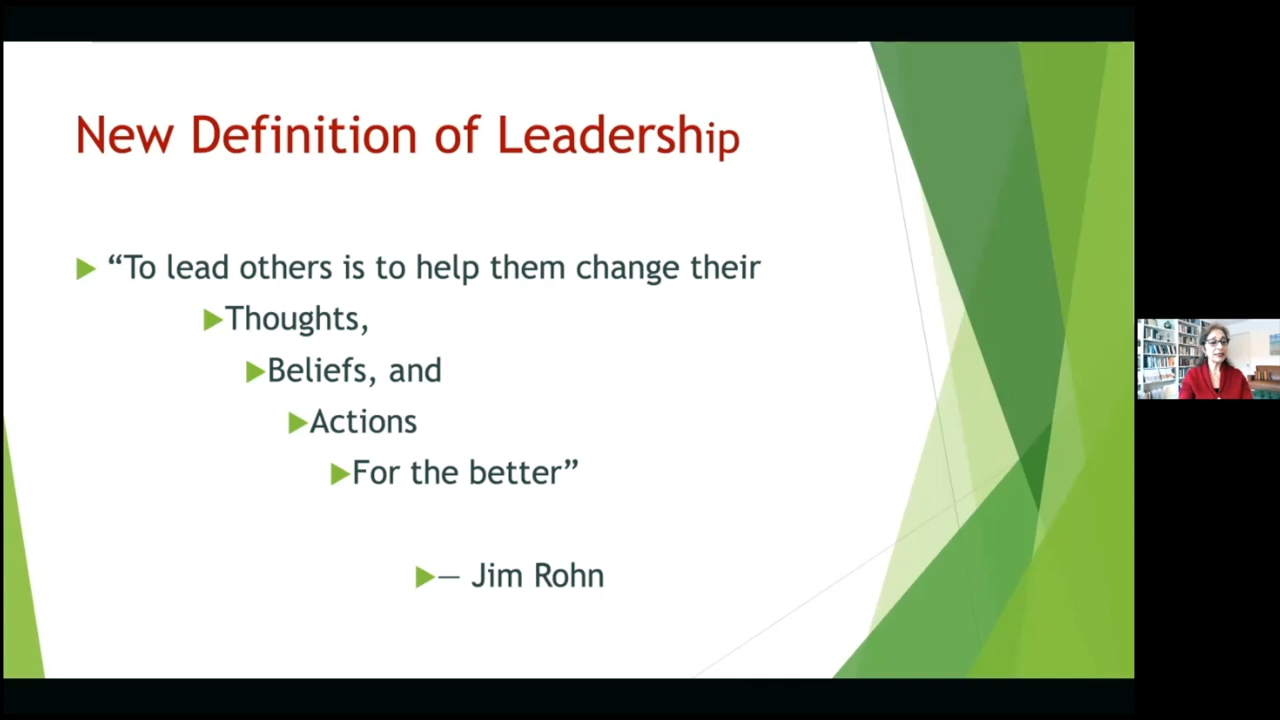 New Definition of Leadership
“To lead others is to help them change their
Thoughts,
Beliefs, and
Actions
For the better”
— Jim Rohn